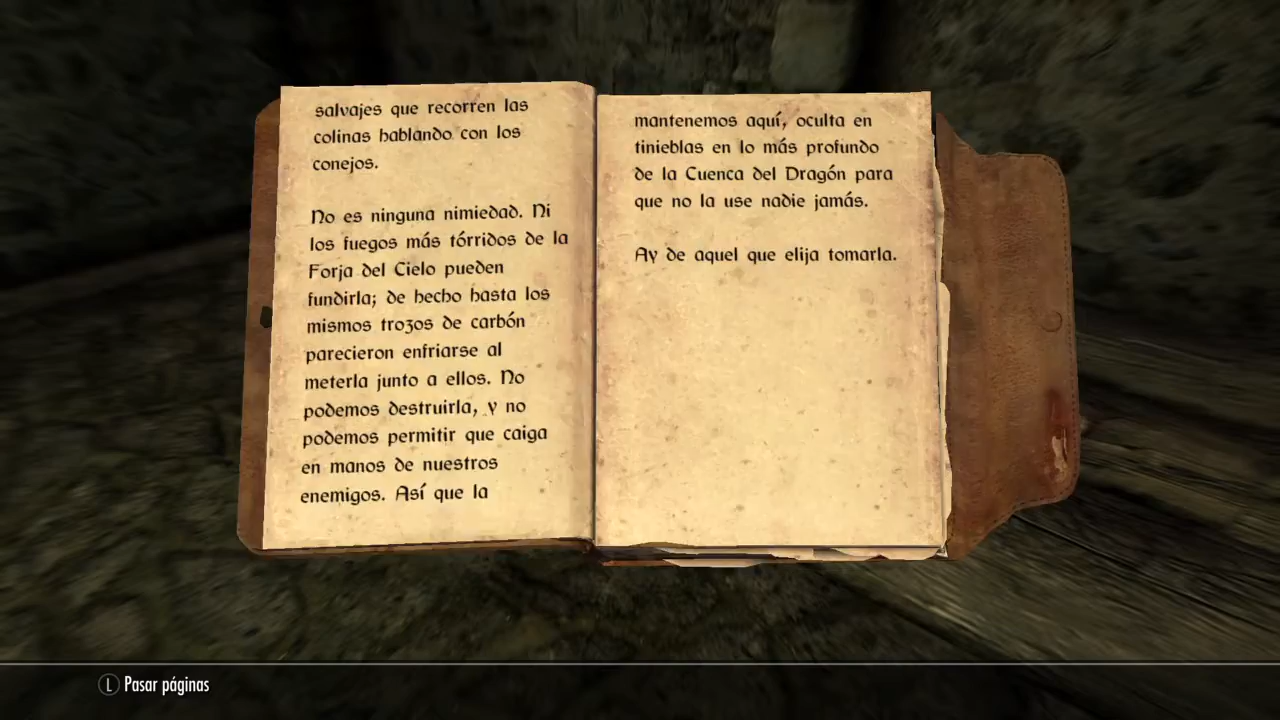 salvajes que recorren las
colinas hablando con los
conejos.
No es ninguna nimiedad. Ni
los fuegos más tórridos de la
Forja del Cielo pueden
fundirla; de hecho hasta los
mismos trozos de carbón
parecieron enfriarse al
meterla junto a ellos. No
podemos destruirla, y no
podemos permitir que caiga
en manos de nuestros
enemigos. Así que la
mantenemos aquí, oculta en
tinieblas en lo más profundo
de la Cuenca del Dragón para
que no la use nadie jamás.
Ay de aquel que elija tomarla.
L Pasar páginas